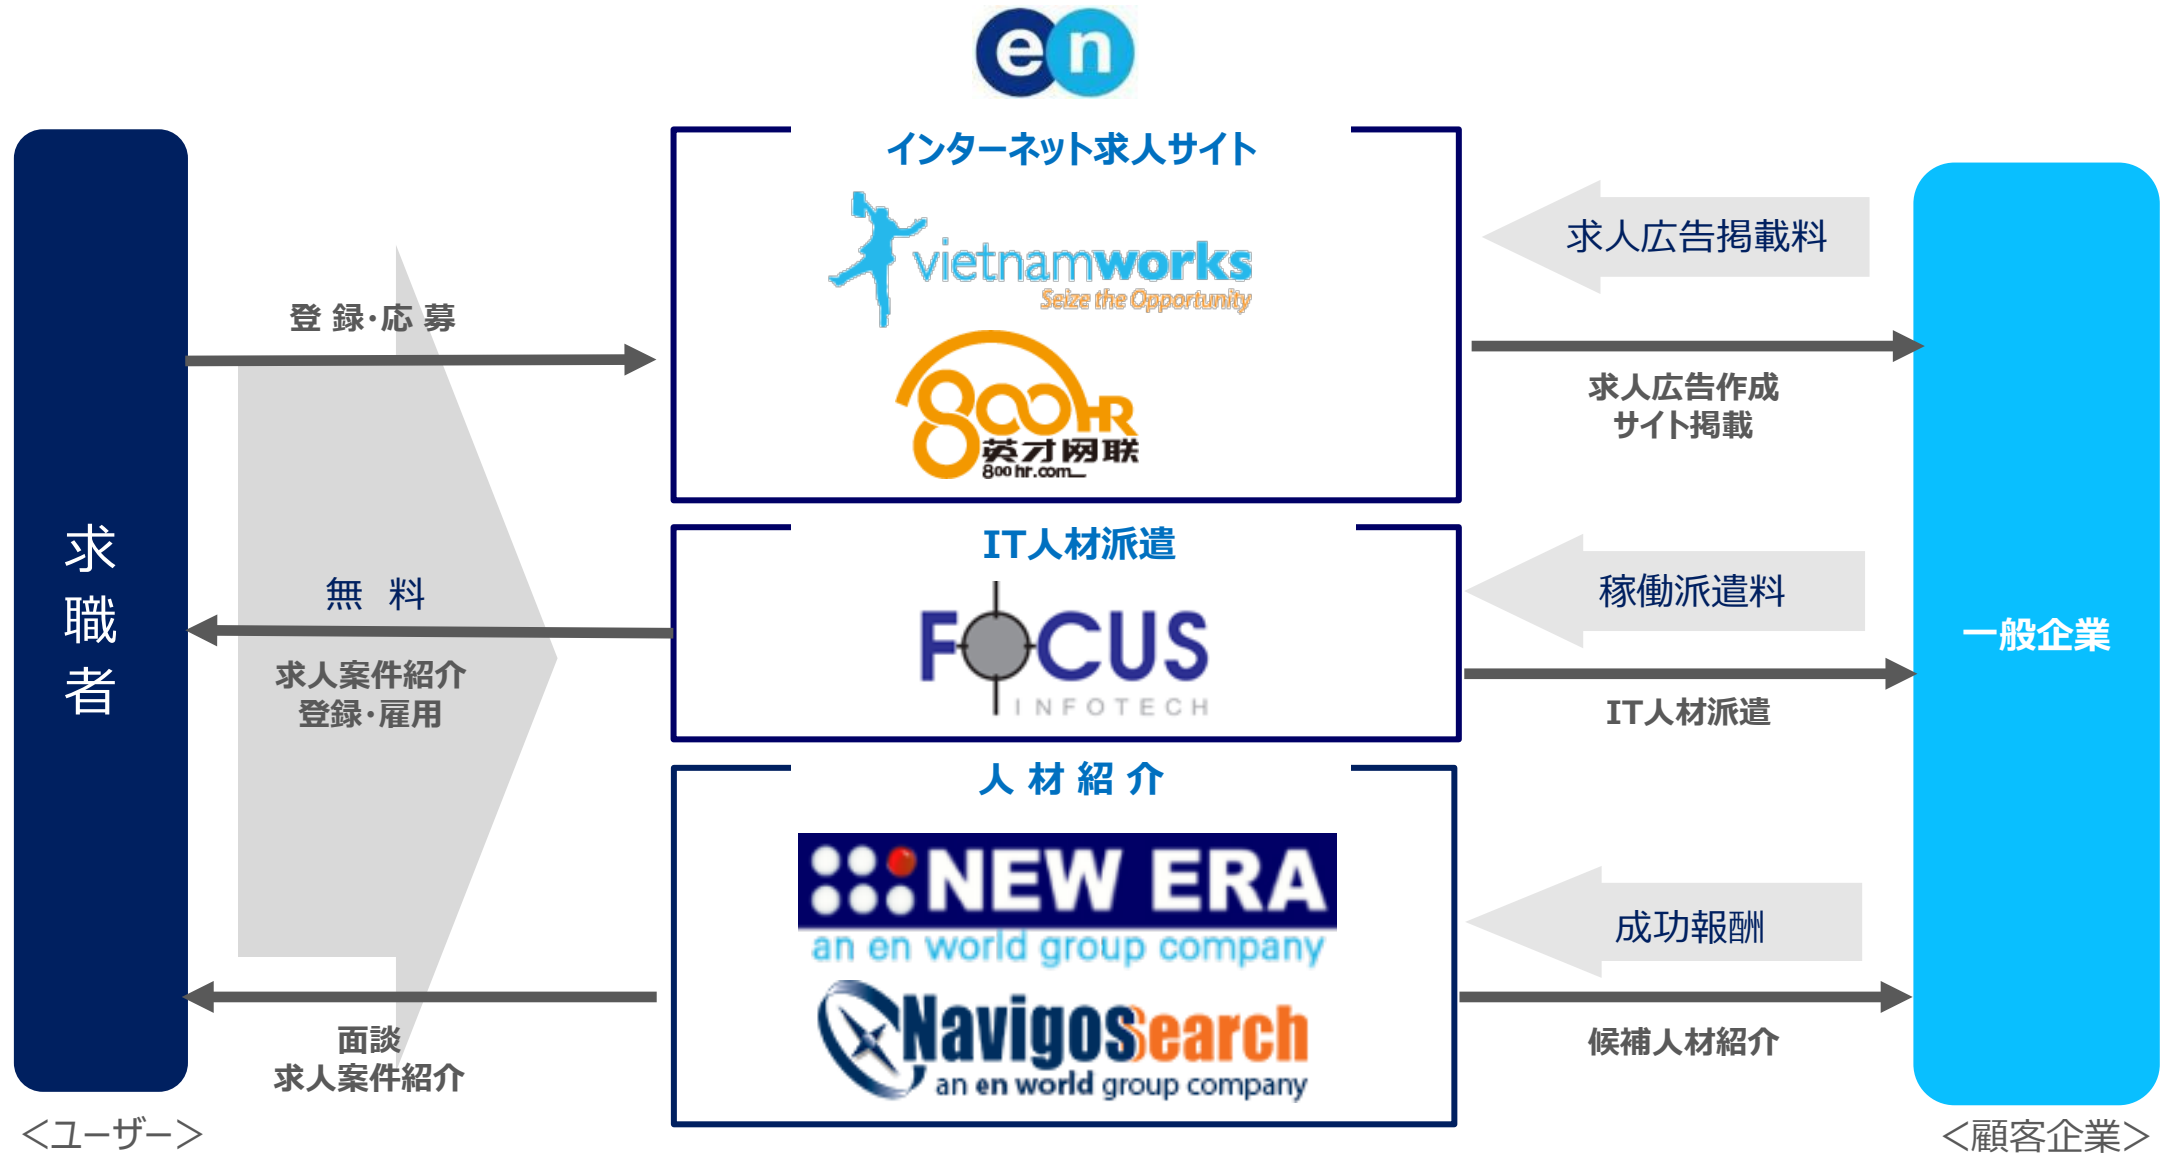 en
インターネット求人サイト
vietnamworks
Seize the Opportunity
800HR
英才网联
800hr.com
求職者
<ユーザー>
登 録・応 募
無 料
求人案件紹介
登録・雇用
面談
求人案件紹介
IT人材派遣
FOCUS
INFOTECH
人 材 紹 介
NEW ERA
an en world group company
NavigosSearch
an en world group company
求人広告掲載料
求人広告作成
サイト掲載
稼働派遣料
IT人材派遣
成功報酬
候補人材紹介
一般企業
<顧客企業>